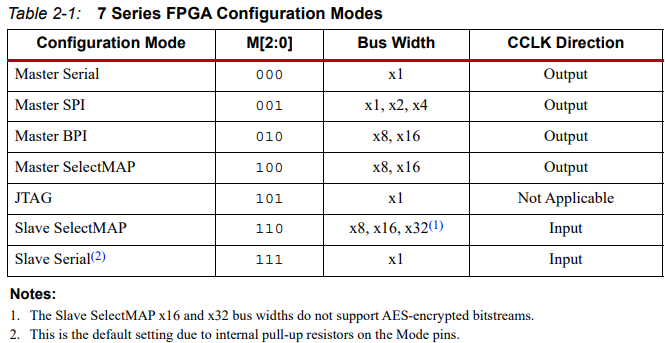 Table 2-1: 7 Series FPGA Configuration Modes
Configuration Mode M[2:0] Bus Width CCLK Direction
Master Serial 000 x1 Output
Master SPI 001 x1, x2, x4 Output
Master BPI 010 x8, x16 Output
Master SelectMAP 100 x8, x16 Output
JTAG 101 x1 Not Applicable
Slave SelectMAP 110 x8, x16, x32(1) Input
Slave Serial(2) 111 x1 Input
Notes:
1. The Slave SelectMAP x16 and x32 bus widths do not support AES-encrypted bitstreams.
2. This is the default setting due to internal pull-up resistors on the Mode pins.